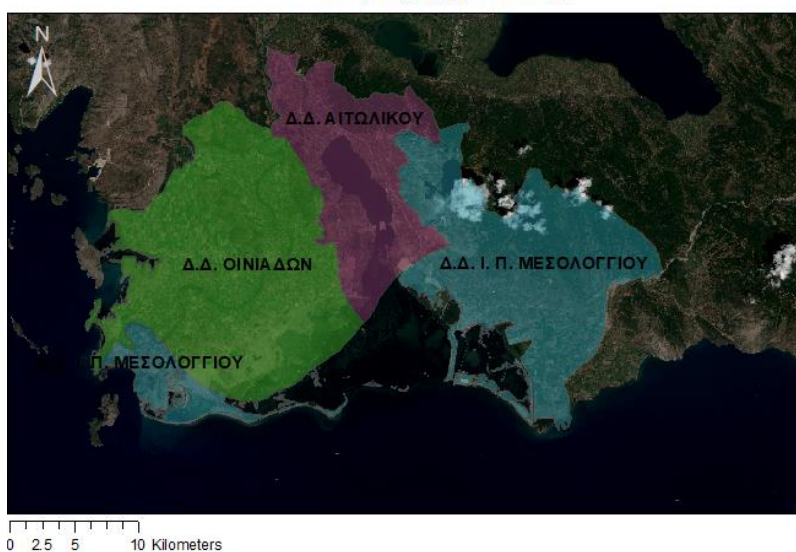 N
Δ.Δ. ΑΙΤΩΛΙΚΟΥ
Δ.Δ. ΟΙΝΙΑΔΩΝ
Δ.Δ. Ι. Π. ΜΕΣΟΛΟΓΓΙΟΥ
Π. ΜΕΣΟΛΟΓΓΙΟΥ
0 2.5 5 10 Kilometers